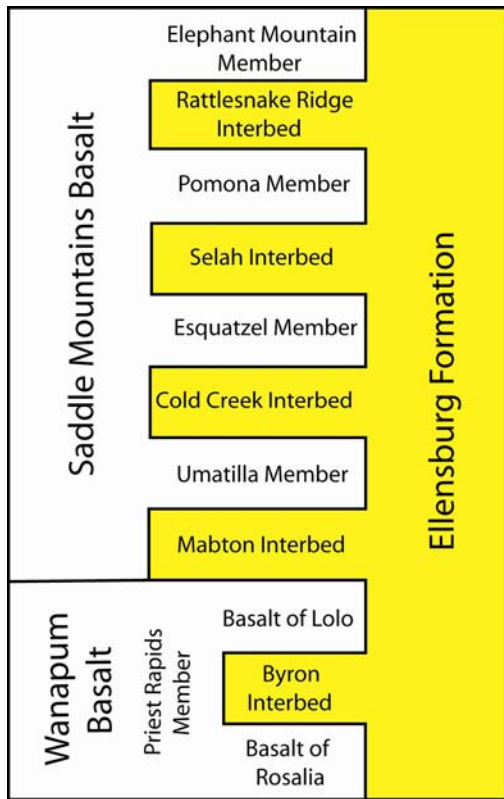 Elephant Mountain
Member
Rattlesnake Ridge
Interbed
Pomona Member
Selah Interbed
Esquatzel Member
Cold Creek Interbed
Umatilla Member
Mabton Interbed
Saddle Mountains Basalt
Basalt of Lolo
Byron
Interbed
Basalt of
Rosalia
Priest Rapids
Member
Wanapum
Basalt
Ellensburg Formation